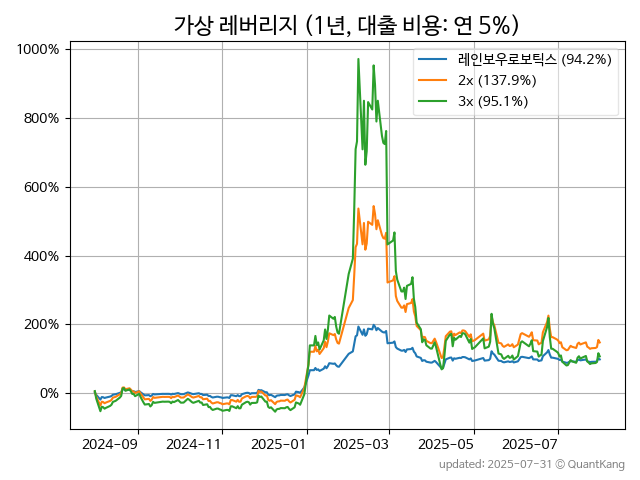 가상 레버리지 (1년, 대출 비용: 연 5%)
1000%
800%
600%
400%
200%
0%
레인보우로보틱스 (94.2%)
2x (137.9%)
3x (95.1%)
2024-09
2024-11
2025-01
2025-03
2025-05
2025-07
updated: 2025-07-31 © QuantKang